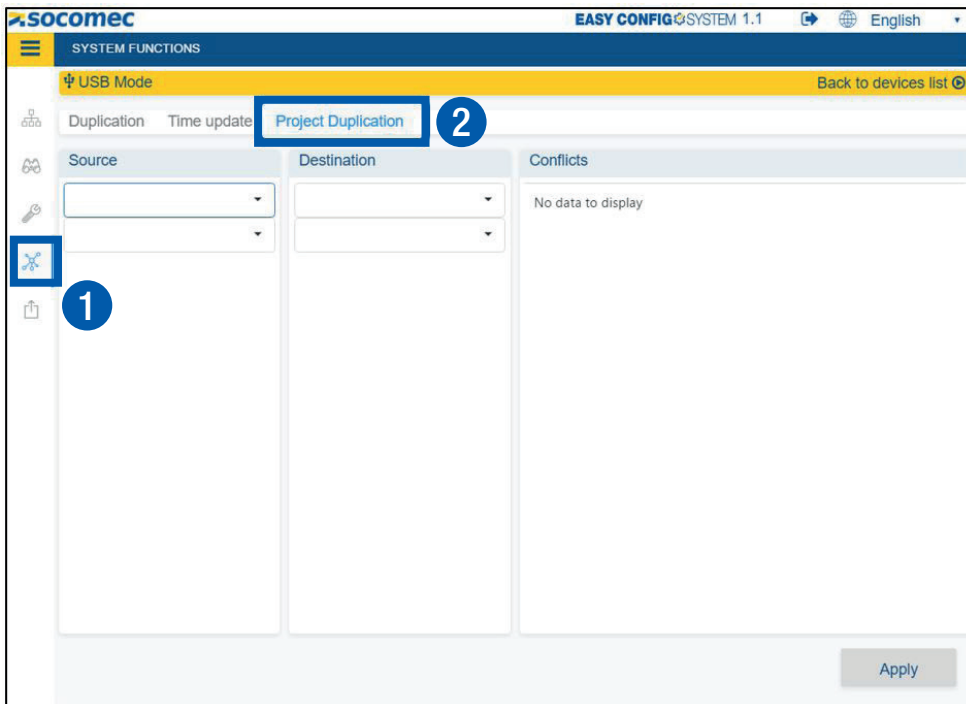 socomec
EASY CONFIG SYSTEM 1.1 English
SYSTEM FUNCTIONS
USB Mode Back to devices list
Duplication Time update Project Duplication 2
Source Destination Conflicts
No data to display
1
Apply